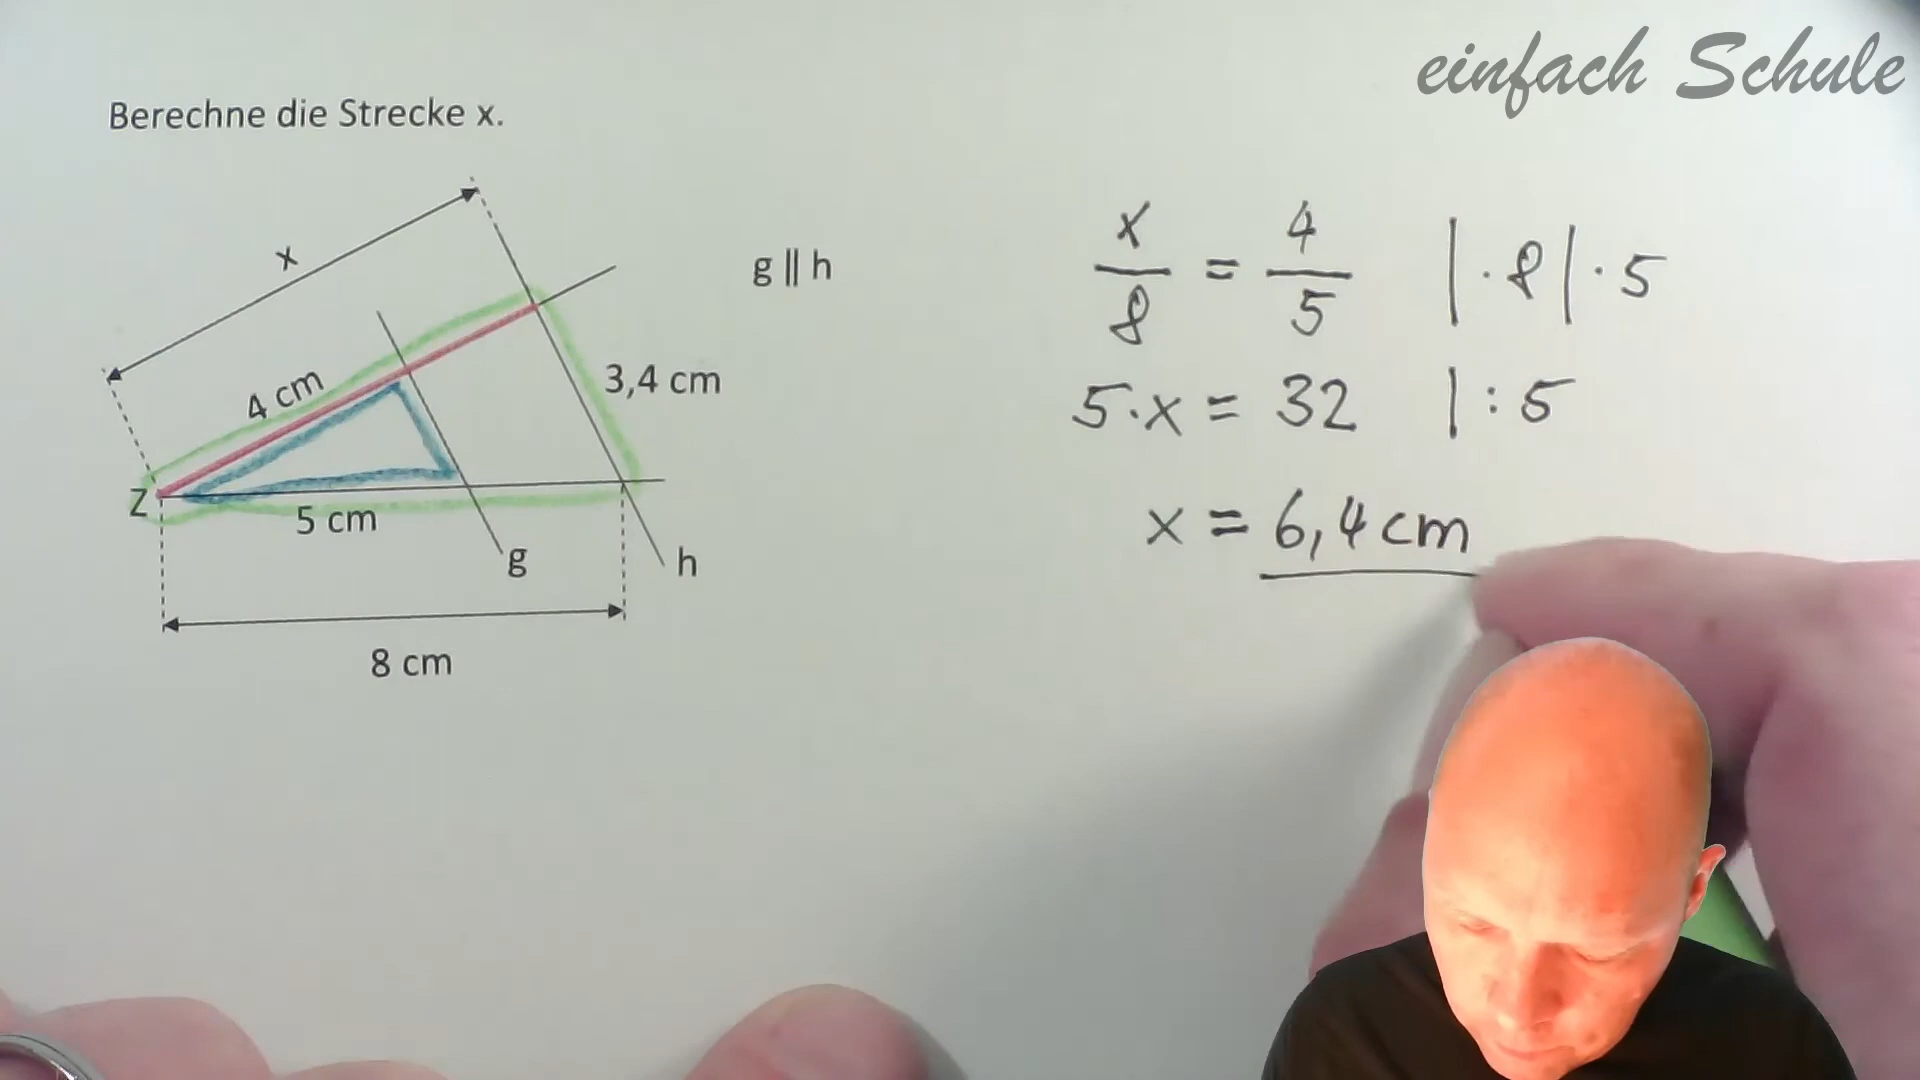 einfach Schule
Berechne die Strecke x.
x
g || h
4 cm
3,4 cm
Z
5 cm
g
h
8 cm
x/8 = 4/5 | · 8 | · 5
5 · x = 32 | : 5
x = 6,4 cm